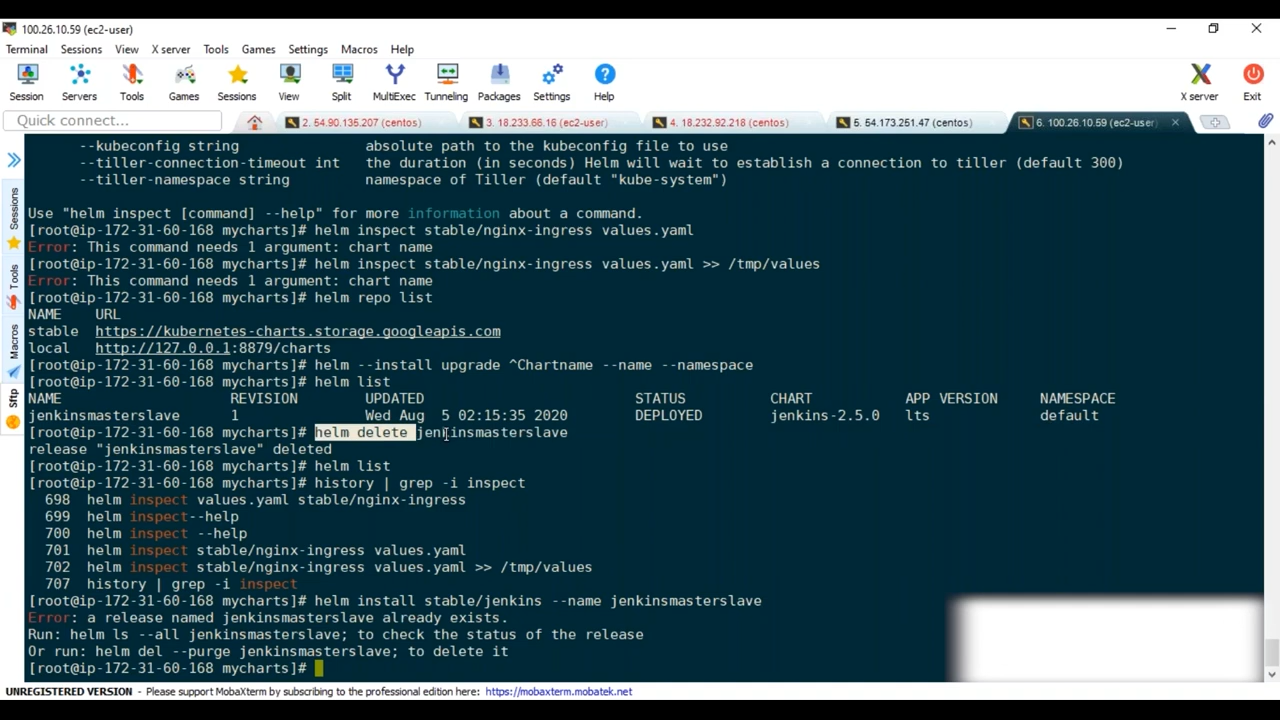 100.26.10.59 (ec2-user)
Terminal Sessions View X server Tools Games Settings Macros Help
Session Servers Tools Games Sessions View Split MultiExec Tunneling Packages Settings Help X server Exit
Quick connect... 2. 54.90.135.207 (centos) 3. 18.233.66.16 (ec2-user) 4. 18.232.92.218 (centos) 5. 54.173.251.47 (centos) 6. 100.26.10.59 (ec2-user)
Sessions
Tools
Macros
Sftp
--kubeconfig string absolute path to the kubeconfig file to use
--tiller-connection-timeout int the duration (in seconds) Helm will wait to establish a connection to tiller (default 300)
--tiller-namespace string namespace of Tiller (default "kube-system")
Use "helm inspect [command] --help" for more information about a command.
[root@ip-172-31-60-168 mycharts]# helm inspect stable/nginx-ingress values.yaml
Error: This command needs 1 argument: chart name
[root@ip-172-31-60-168 mycharts]# helm inspect stable/nginx-ingress values.yaml >> /tmp/values
Error: This command needs 1 argument: chart name
[root@ip-172-31-60-168 mycharts]# helm repo list
NAME URL
stable https://kubernetes-charts.storage.googleapis.com
local http://127.0.0.1:8879/charts
[root@ip-172-31-60-168 mycharts]# helm --install upgrade ^Chartname --name --namespace
[root@ip-172-31-60-168 mycharts]# helm list
NAME REVISION UPDATED STATUS CHART APP VERSION NAMESPACE
jenkinsmasterslave 1 Wed Aug 5 02:15:35 2020 DEPLOYED jenkins-2.5.0 lts default
[root@ip-172-31-60-168 mycharts]# helm delete jenkinsmasterslave
release "jenkinsmasterslave" deleted
[root@ip-172-31-60-168 mycharts]# helm list
[root@ip-172-31-60-168 mycharts]# history | grep -i inspect
698 helm inspect values.yaml stable/nginx-ingress
699 helm inspect--help
700 helm inspect --help
701 helm inspect stable/nginx-ingress values.yaml
702 helm inspect stable/nginx-ingress values.yaml >> /tmp/values
707 history | grep -i inspect
[root@ip-172-31-60-168 mycharts]# helm install stable/jenkins --name jenkinsmasterslave
Error: a release named jenkinsmasterslave already exists.
Run: helm ls --all jenkinsmasterslave; to check the status of the release
Or run: helm del --purge jenkinsmasterslave; to delete it
[root@ip-172-31-60-168 mycharts]#
UNREGISTERED VERSION - Please support MobaXterm by subscribing to the professional edition here: https://mobaxterm.mobatek.net